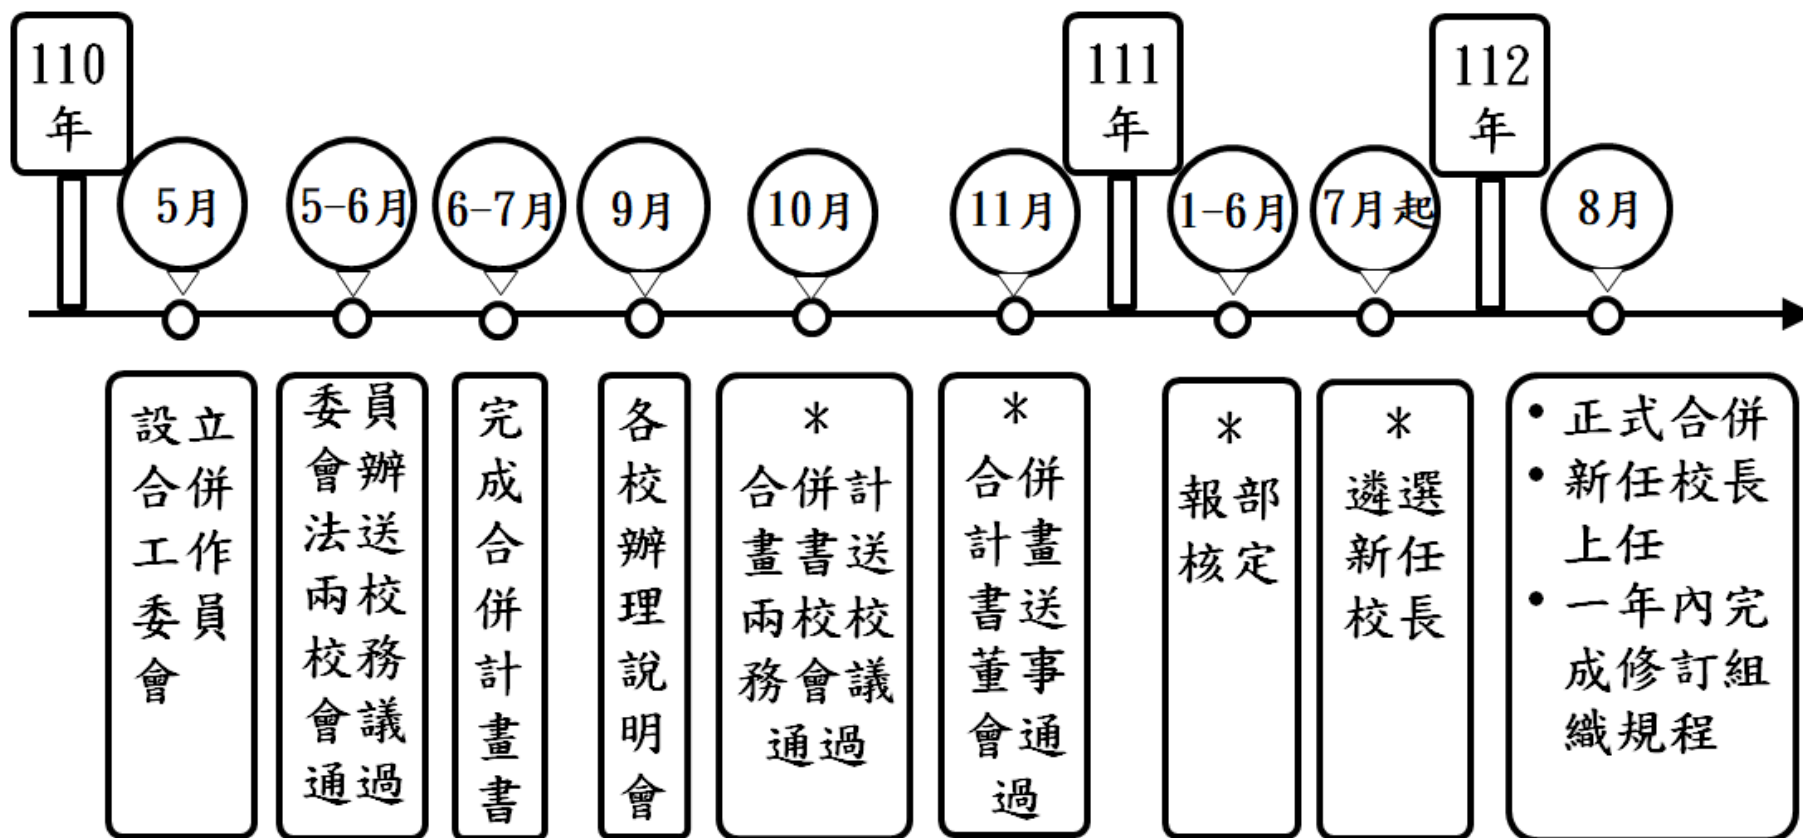 110
年
5月
5-6月
6-7月
9月
10月
11月
111
年
1-6月
7月起
112
年
8月
設立
合併
工作
委員
會
委員
會辦
法送
兩校
校務
會議
通過
完
成
合
併
計
畫
書
各
校
辦
理
說
明
會
*
合併計
畫書送
兩校校
務會議
通過
*
合併
計畫
書送
董事
會通
過
*
報部
核定
*
遴選
新任
校長
• 正式合併
• 新任校長
上任
• 一年內完
成修訂組
織規程